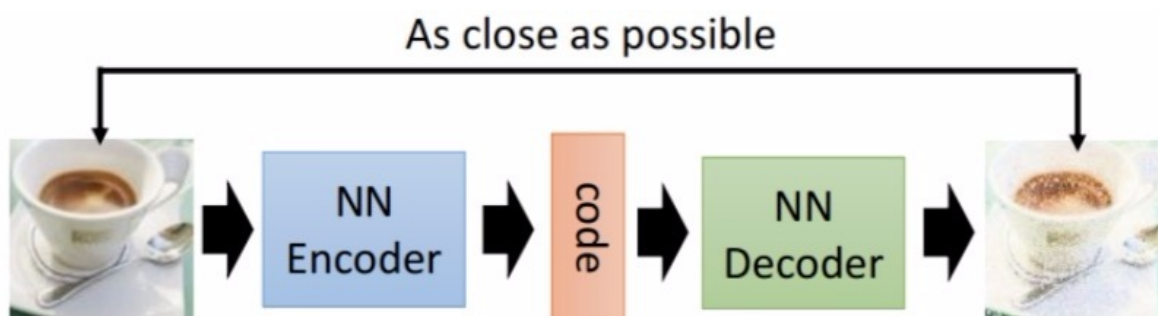 As close as possible
NN
Encoder
code
NN
Decoder